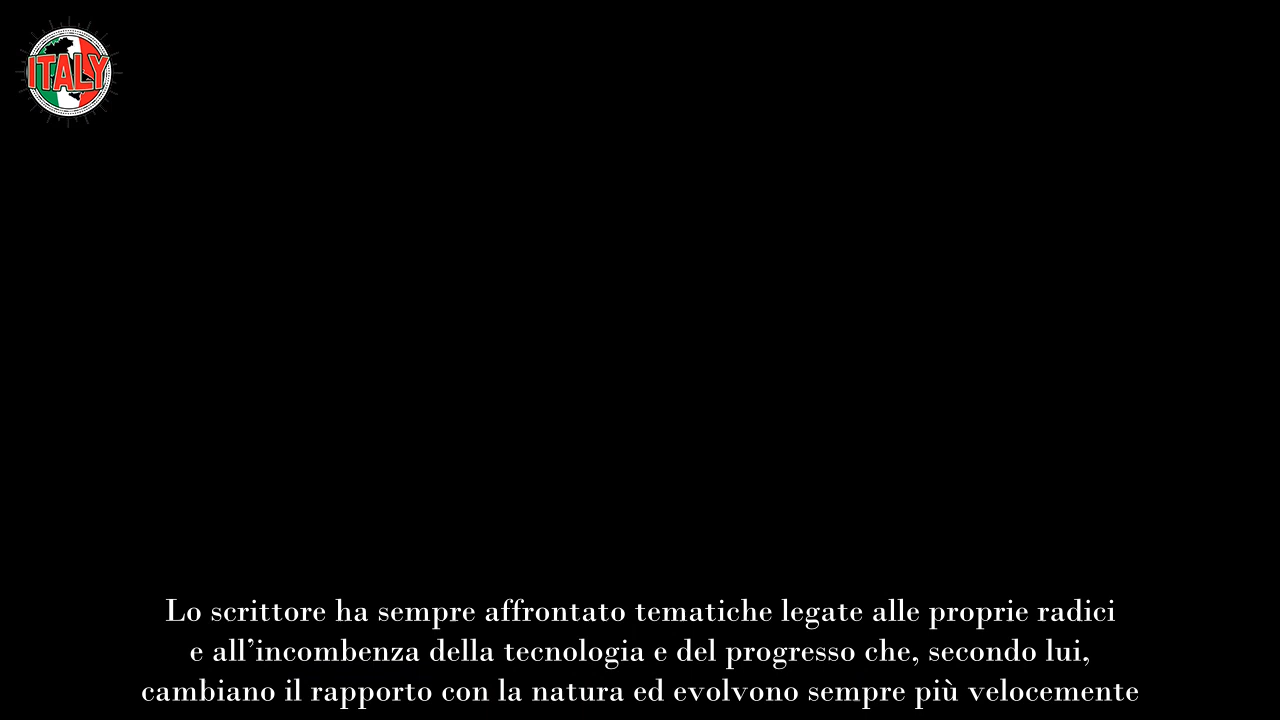 ITALY
Lo scrittore ha sempre affrontato tematiche legate alle proprie radici
e all’incombenza della tecnologia e del progresso che, secondo lui,
cambiano il rapporto con la natura ed evolvono sempre più velocemente